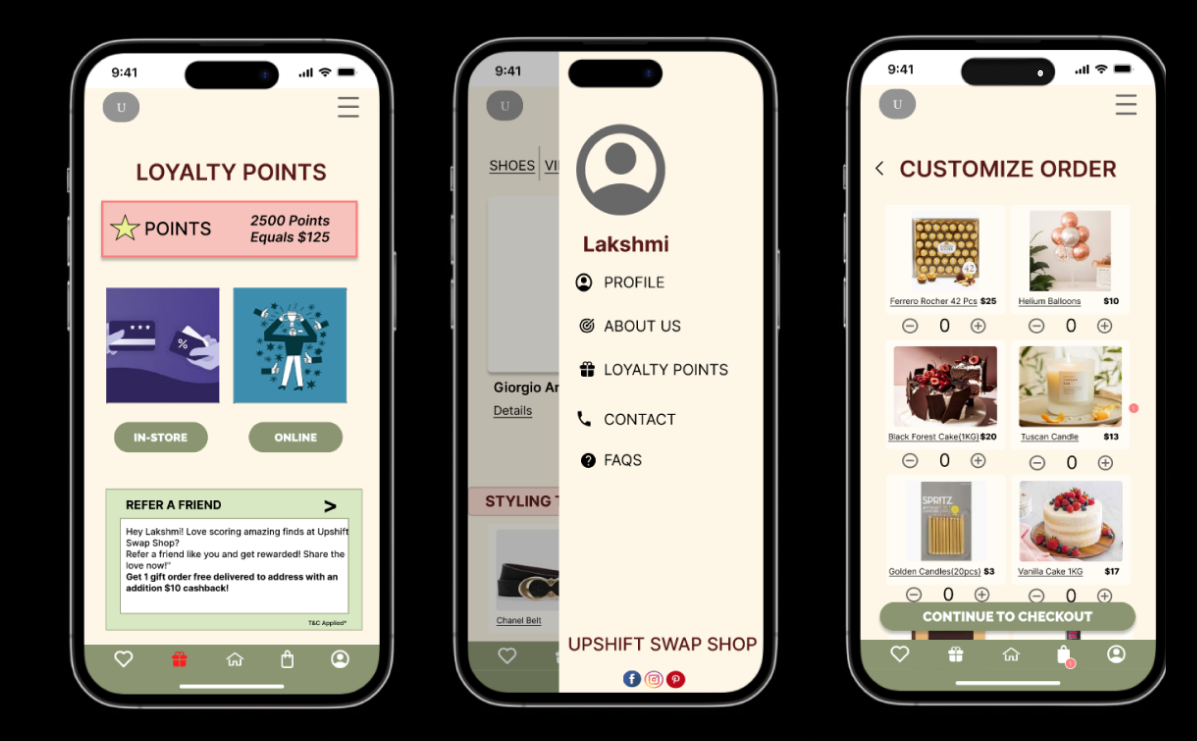 9:41
U
LOYALTY POINTS
POINTS
2500 Points
Equals $125
%
IN-STORE
ONLINE
REFER A FRIEND >
Hey Lakshmi! Love scoring amazing finds at Upshift
Swap Shop?
Refer a friend like you and get rewarded! Share the
love now!"
Get 1 gift order free delivered to address with an
addition $10 cashback!
T&C Applied*
9:41
U
SHOES
VI
Giorgio Ar
Details
STYLING T
Chanel Belt
Lakshmi
PROFILE
ABOUT US
LOYALTY POINTS
CONTACT
FAQS
UPSHIFT SWAP SHOP
9:41
U
< CUSTOMIZE ORDER
Ferrero Rocher 42 Pcs $25
Helium Balloons $10
0
0
Black Forest Cake(1KG) $20
Tuscan Candle $13
0
0
SPRITZ
Golden Candles(20pcs) $3
Vanilla Cake 1KG $17
0
0
CONTINUE TO CHECKOUT